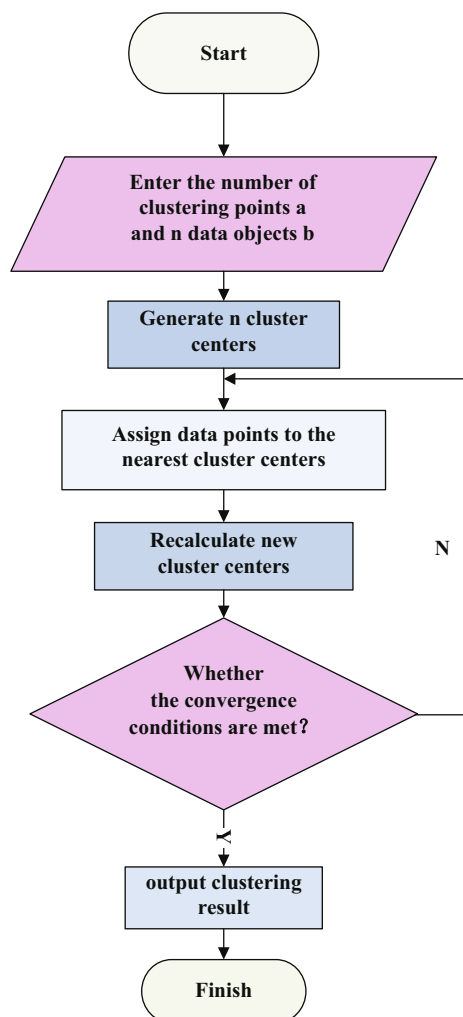 Start
Enter the number of
clustering points a
and n data objects b
Generate n cluster
centers
Assign data points to the
nearest cluster centers
Recalculate new
cluster centers
N
Whether
the convergence
conditions are met？
Y
output clustering
result
Finish